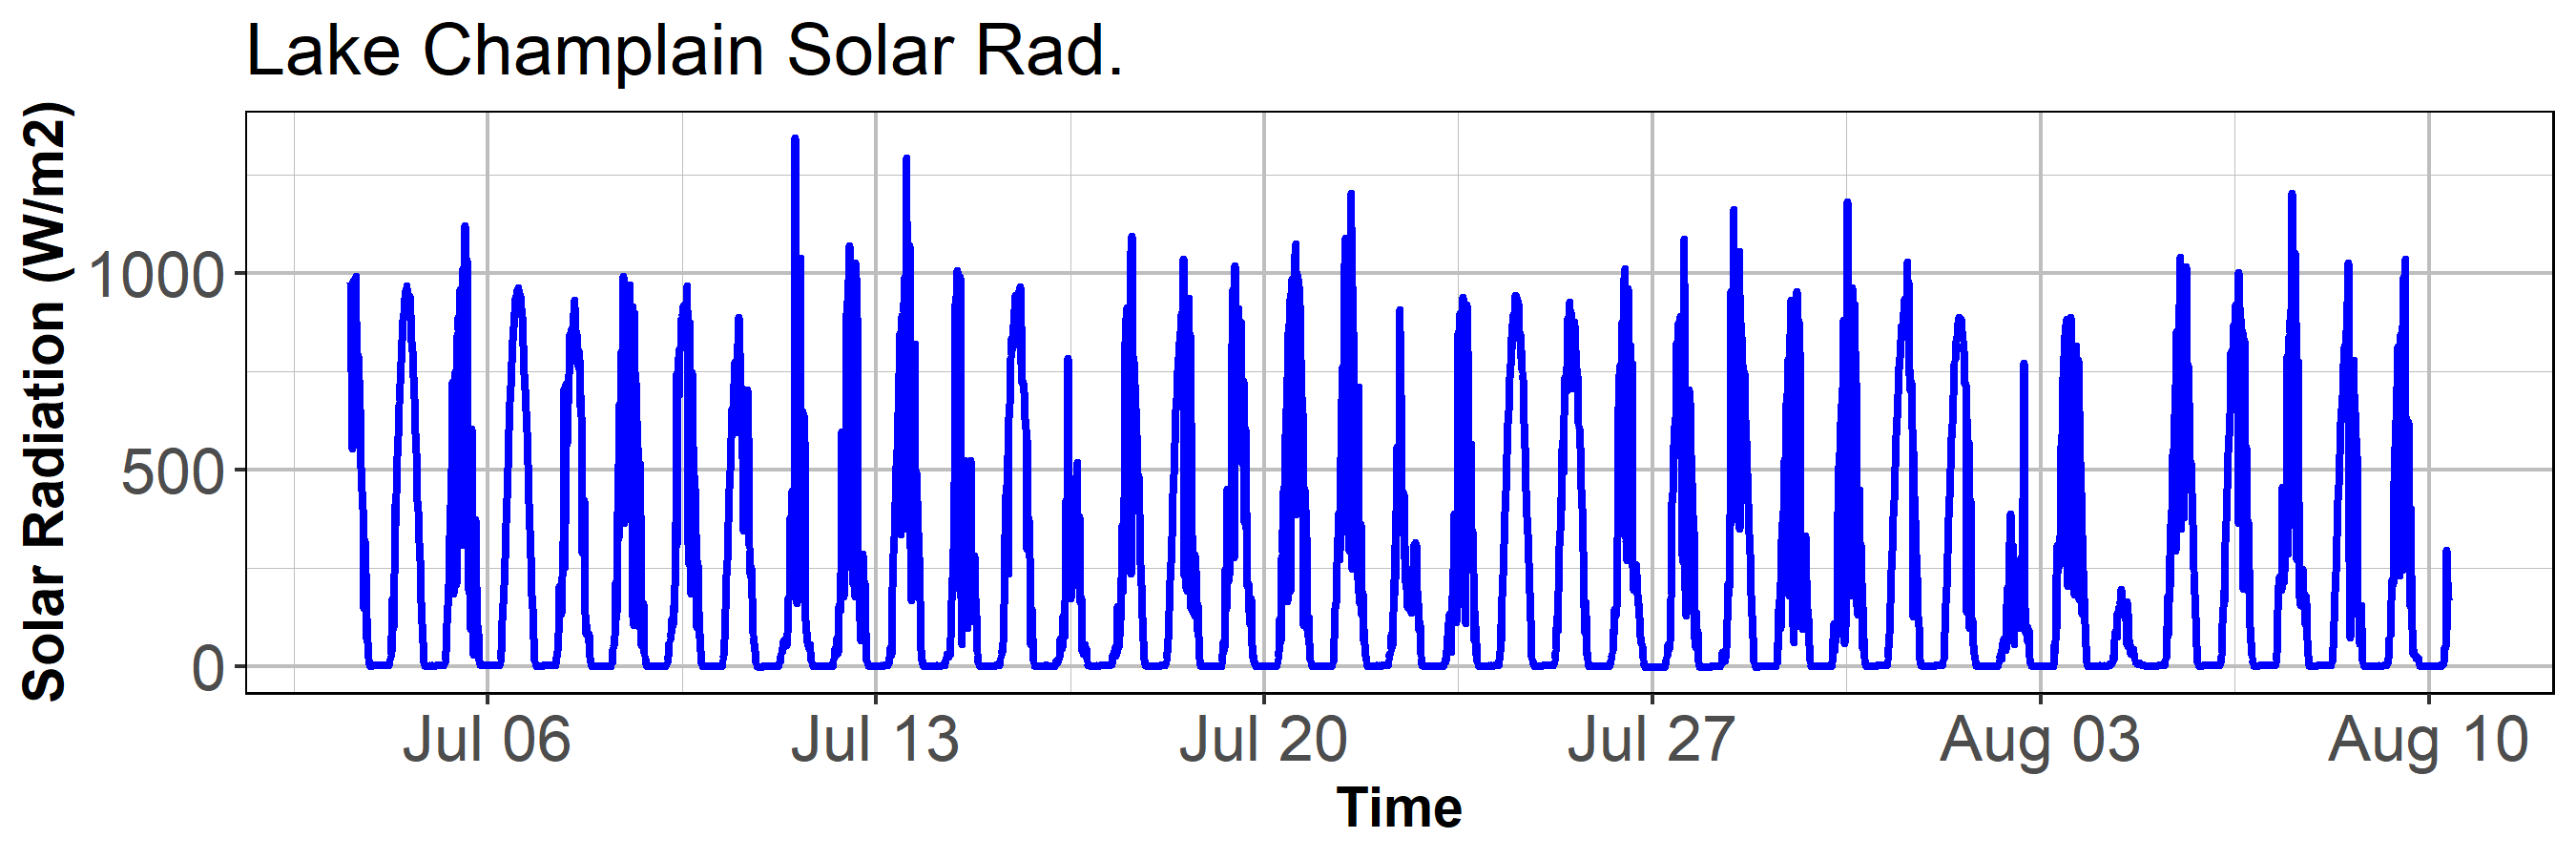 Lake Champlain Solar Rad.
Solar Radiation (W/m2)
1000
500
0
Jul 06 Jul 13 Jul 20 Jul 27 Aug 03 Aug 10
Time